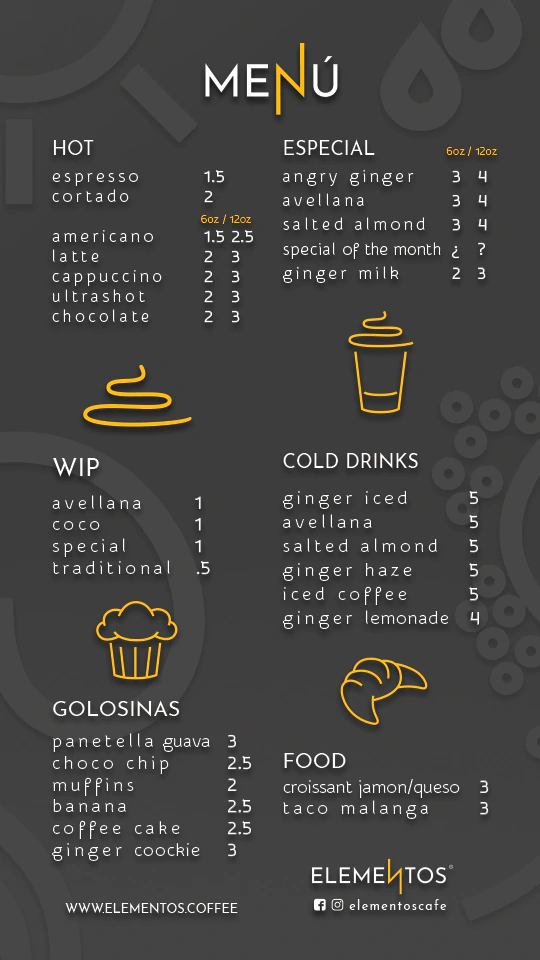 MENÚ
HOT
espresso 1.5
cortado 2
6oz / 12oz
americano 1.5 2.5
latte 2 3
cappuccino 2 3
ultrashot 2 3
chocolate 2 3
WIP
avellana 1
coco 1
special 1
traditional .5
GOLOSINAS
panetella guava 3
choco chip 2.5
muffins 2
banana 2.5
coffee cake 2.5
ginger coockie 3
WWW.ELEMENTOS.COFFEE
ESPECIAL 6oz / 12oz
angry ginger 3 4
avellana 3 4
salted almond 3 4
special of the month ¿ ?
ginger milk 2 3
COLD DRINKS
ginger iced 5
avellana 5
salted almond 5
ginger haze 5
iced coffee 5
ginger lemonade 4
FOOD
croissant jamon/queso 3
taco malanga 3
ELEMENTOS®
elementoscafe